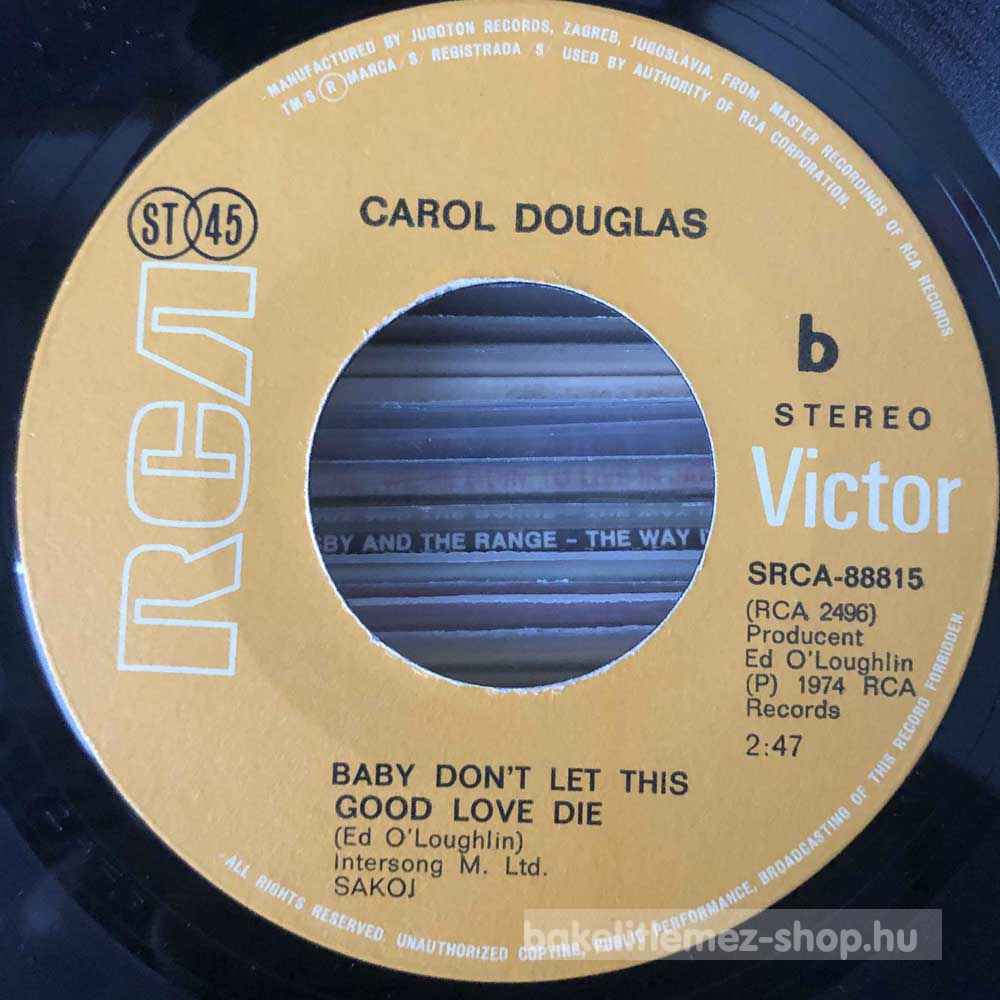 MANUFACTURED BY JUGOTON RECORDS, ZAGREB, JUGOSLAVIA, FROM MASTER RECORDINGS OF RCA RECORDS
TM/S ® MARCA/S/ REGISTRADA/S/ USED BY AUTHORITY OF RCA CORPORATION.
ST 45
CAROL DOUGLAS
RCA
b
STEREO
Victor
BY AND THE RANGE – THE WAY
SRCA-88815
(RCA 2496)
Producent
Ed O'Loughlin
(P) 1974 RCA
Records
2:47
BABY DON'T LET THIS
GOOD LOVE DIE
(Ed O'Loughlin)
Intersong M. Ltd.
SAKOJ
ALL RIGHTS RESERVED. UNAUTHORIZED COPYING, PUBLIC PERFORMANCE, BROADCASTING OF THIS RECORD FORBIDDEN.
bakelitlemez-shop.hu